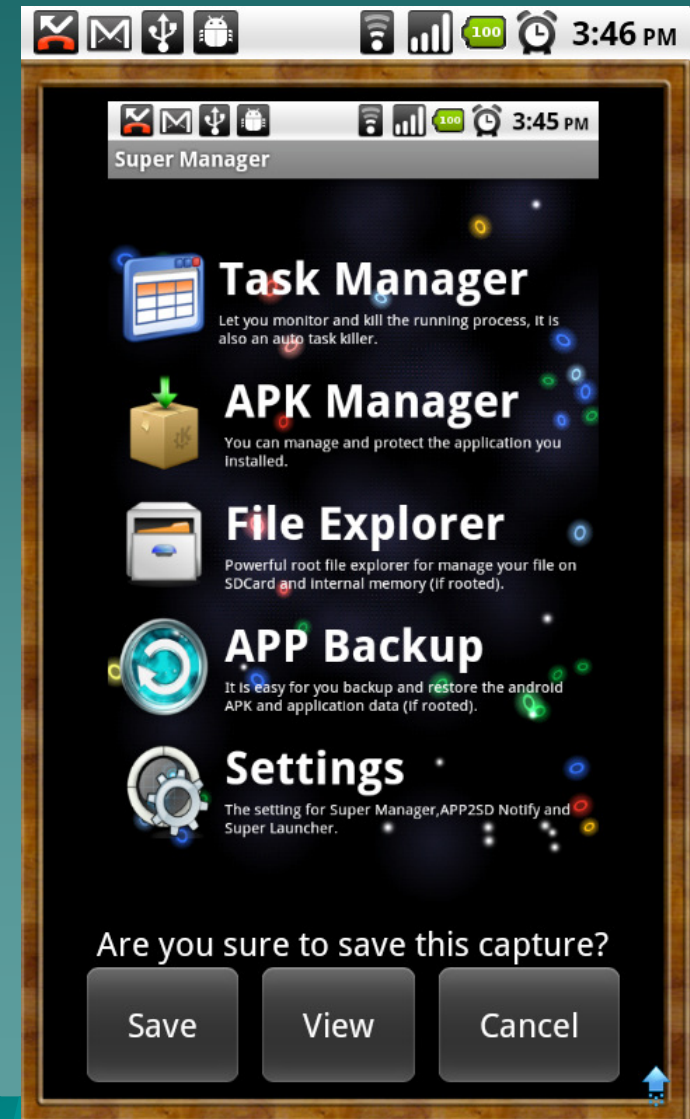 100 3:46 PM
100 3:45 PM
Super Manager
Task Manager
Let you monitor and kill the running process, it is
also an auto task killer.
APK Manager
You can manage and protect the application you
installed.
File Explorer
Powerful root file explorer for manage your file on
SDCard and internal memory (if rooted).
APP Backup
It is easy for you backup and restore the android
APK and application data (if rooted).
Settings
The setting for Super Manager,APP2SD Notify and
Super Launcher.
Are you sure to save this capture?
Save View Cancel